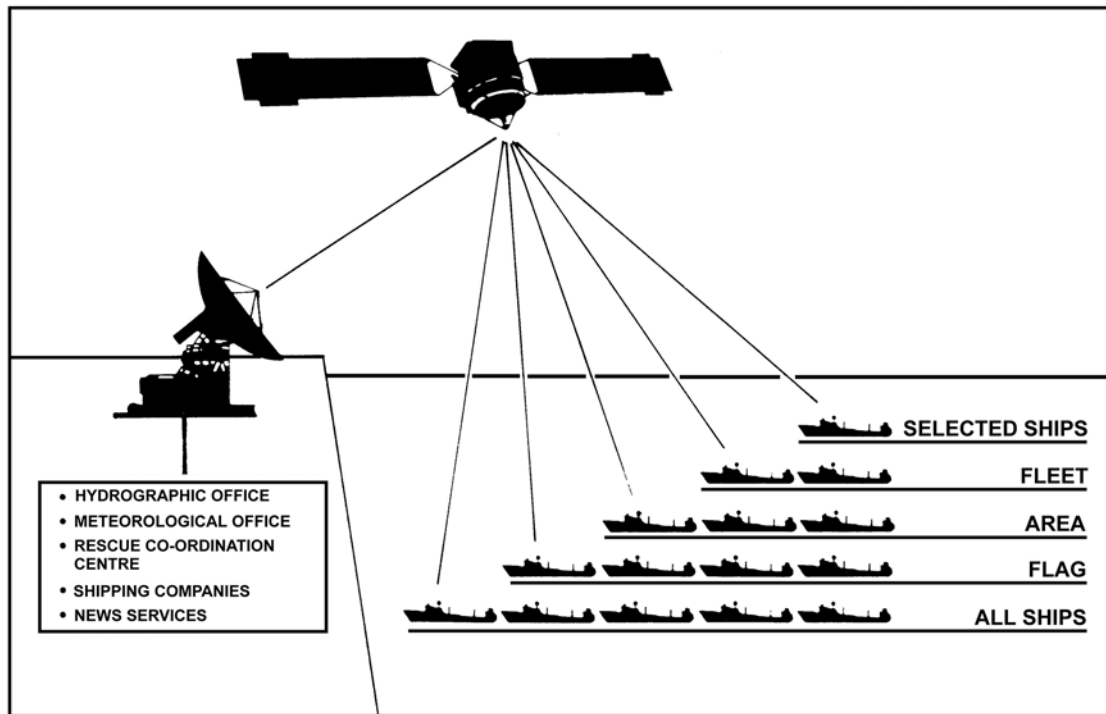 SELECTED SHIPS
FLEET
AREA
FLAG
ALL SHIPS
• HYDROGRAPHIC OFFICE
• METEOROLOGICAL OFFICE
• RESCUE CO-ORDINATION
CENTRE
• SHIPPING COMPANIES
• NEWS SERVICES